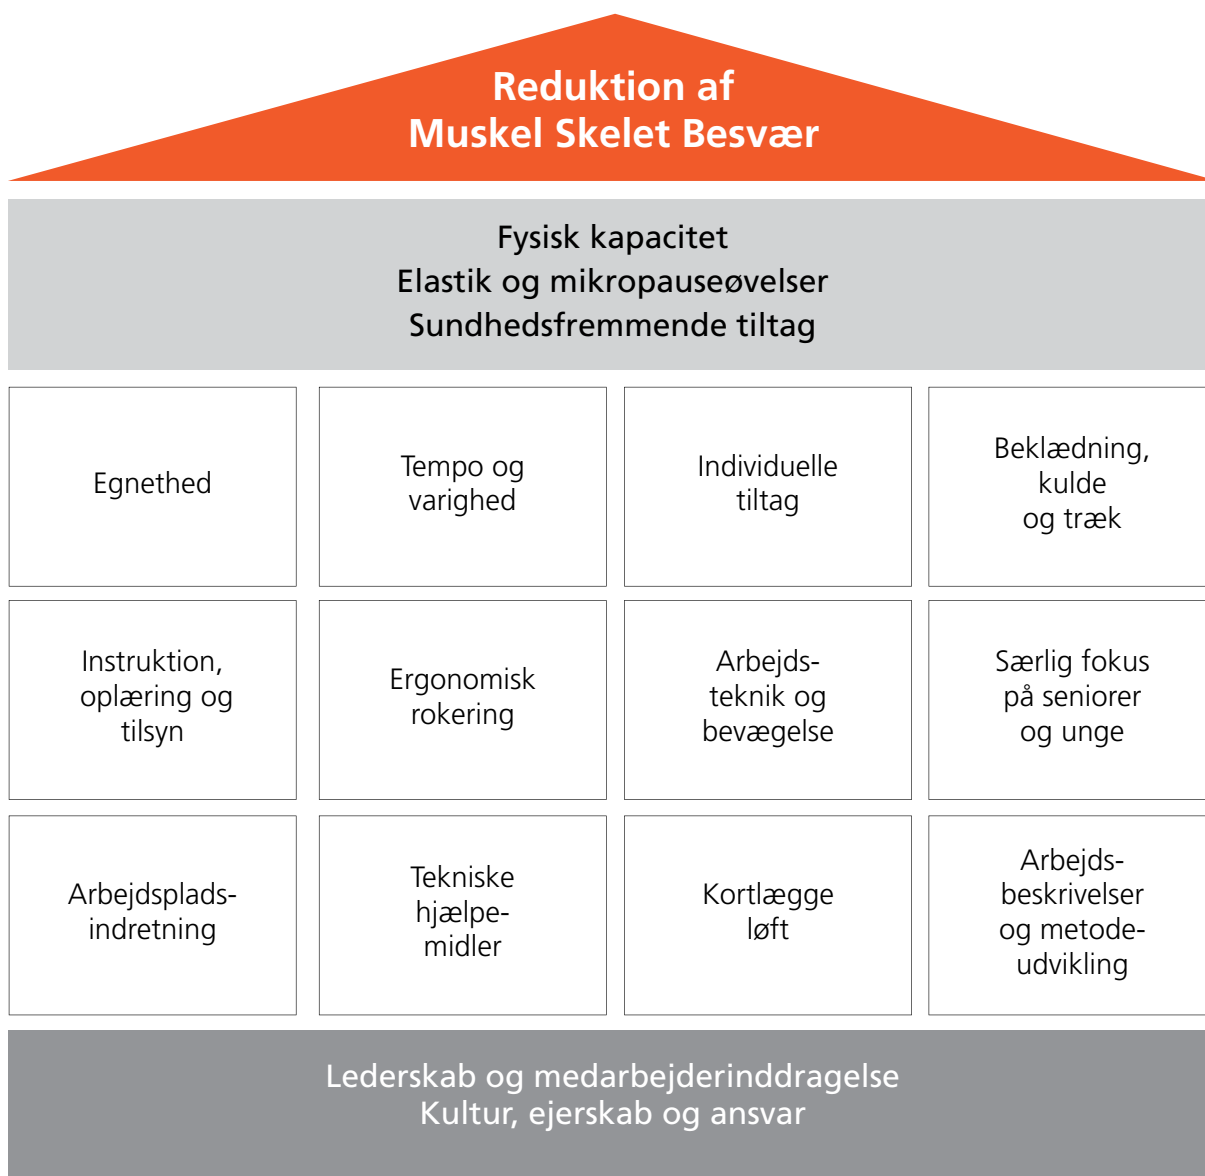 Reduktion af
Muskel Skelet Besvær
Fysisk kapacitet
Elastik og mikropauseøvelser
Sundhedsfremmende tiltag
Egnethed
Tempo og
varighed
Individuelle
tiltag
Beklædning,
kulde
og træk
Instruktion,
oplæring og
tilsyn
Ergonomisk
rokering
Arbejds-
teknik og
bevægelse
Særlig fokus
på seniorer
og unge
Arbejdsplads-
indretning
Tekniske
hjælpe-
midler
Kortlægge
løft
Arbejds-
beskrivelser
og metode-
udvikling
Lederskab og medarbejderinddragelse
Kultur, ejerskab og ansvar